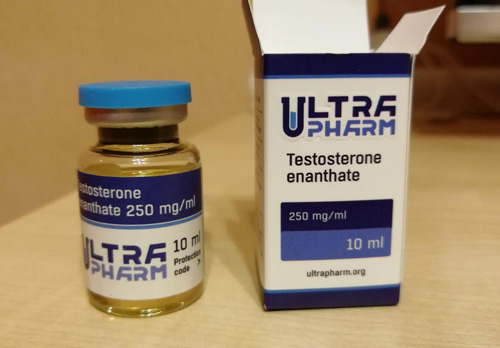 estosterone
nanthate 250 mg/ml
ULTRA
PHARM
10 ml
Protection
code >
ULTRA
PHARM
Testosterone
enanthate
250 mg/ml
10 ml
ultrapharm.org